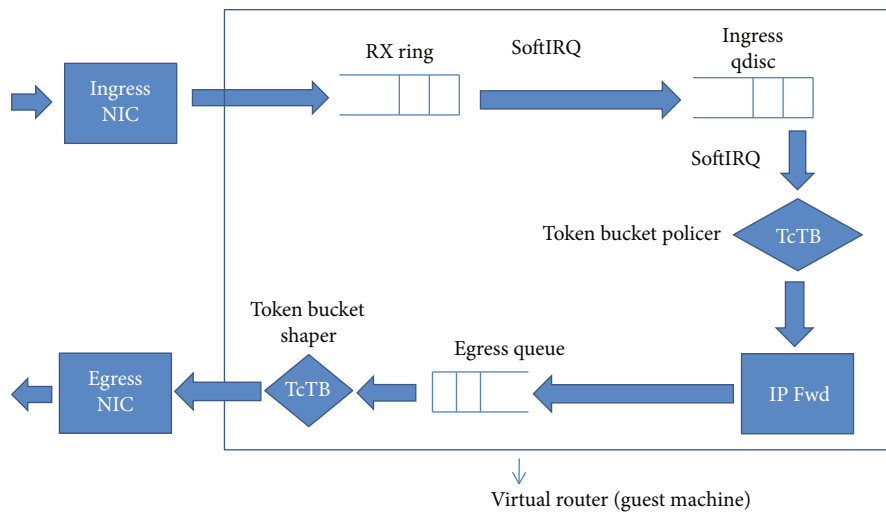 RX ring
SoftIRQ
Ingress
qdisc
Ingress
NIC
SoftIRQ
Token bucket policer
TcTB
Token bucket
shaper
Egress queue
Egress
NIC
TcTB
IP Fwd
Virtual router (guest machine)